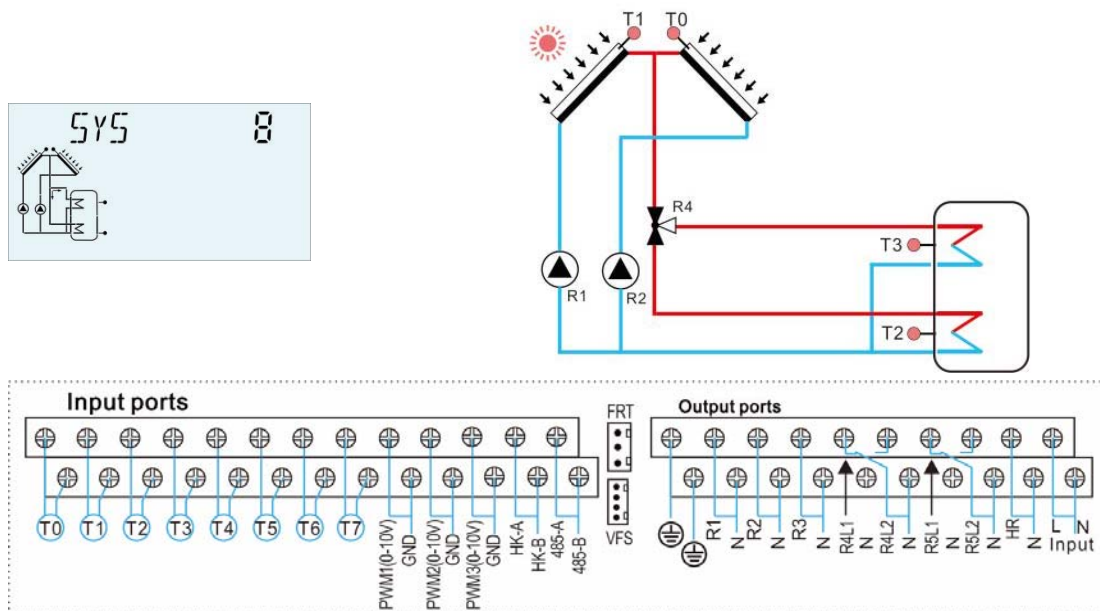 SYS 8
T1 T0
R4
T3
R1 R2
T2
Input ports
FRT
Output ports
T0 T1 T2 T3 T4 T5 T6 T7
PWM1(0-10V)
GND
PWM2(0-10V)
GND
PWM3(0-10V)
GND
HK-A
HK-B
485-A
485-B
VFS
R1
N
R2
N
R3
N
R4L1
N
R4L2
N
R5L1
N
R5L2
N
HR
N
L N
Input